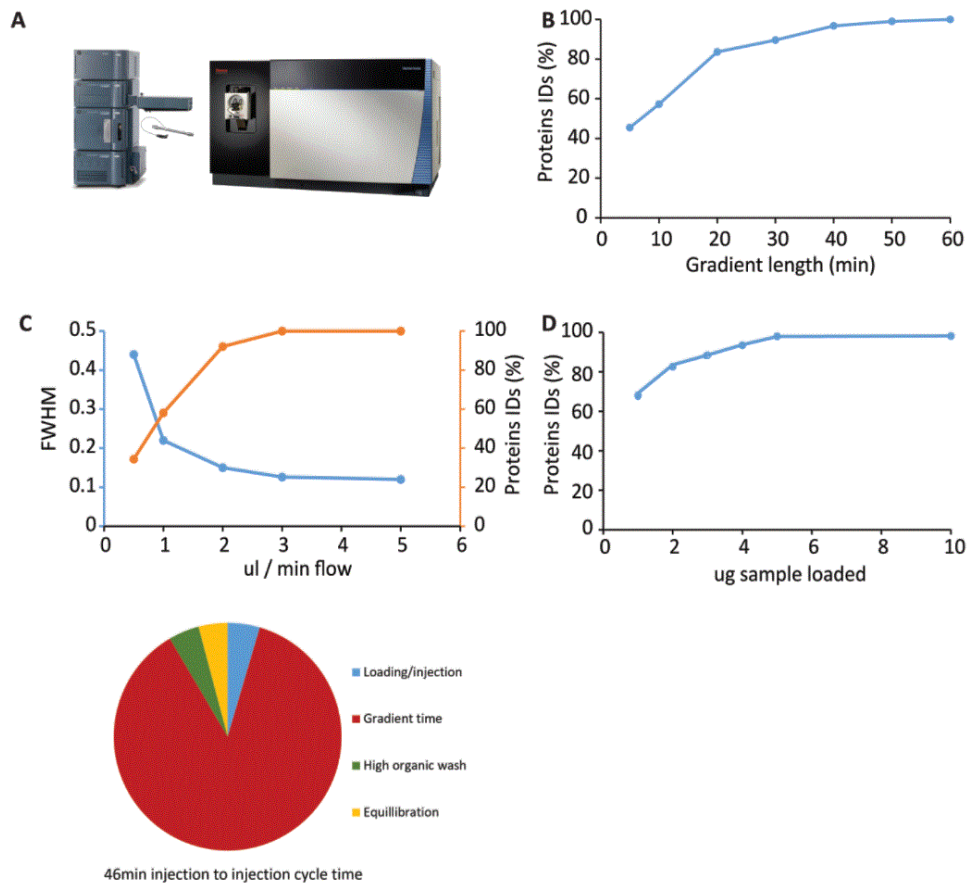 A
B
Proteins IDs (%)
100
80
60
40
20
0
0 10 20 30 40 50 60
Gradient length (min)
C
FWHM
0.5
0.4
0.3
0.2
0.1
0
100
80
60
40
20
0
Proteins IDs (%)
0 1 2 3 4 5 6
ul / min flow
D
Proteins IDs (%)
100
80
60
40
20
0
0 2 4 6 8 10
ug sample loaded
Loading/injection
Gradient time
High organic wash
Equillibration
46min injection to injection cycle time